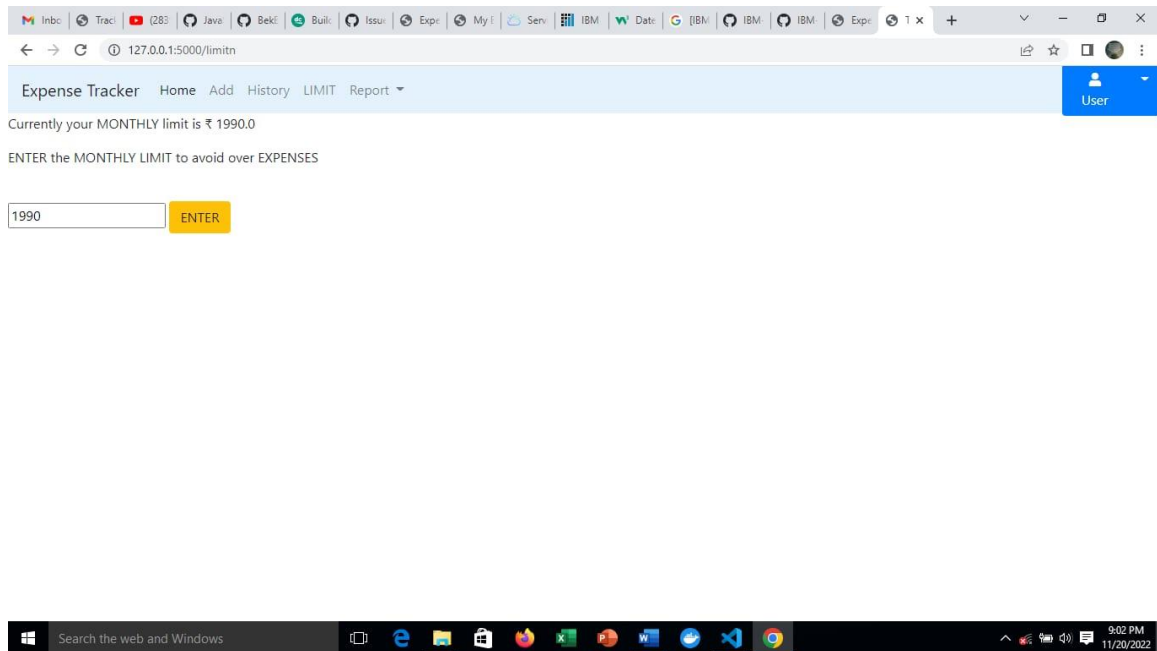 Inbo Trac (283 Java BekE Builc Issu Expe My E Serv IBM Date [IBM IBM- IBM- Expe T
127.0.0.1:5000/limitn
Expense Tracker Home Add History LIMIT Report
User
Currently your MONTHLY limit is ₹ 1990.0
ENTER the MONTHLY LIMIT to avoid over EXPENSES
1990 ENTER
Search the web and Windows
9:02 PM
11/20/2022